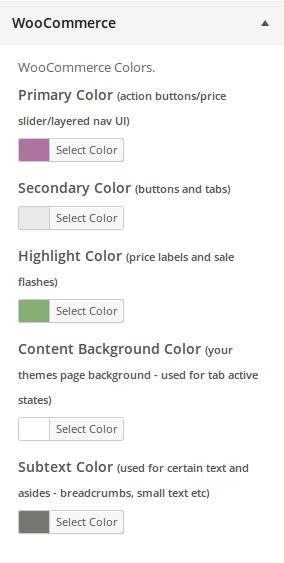 WooCommerce
WooCommerce Colors.
Primary Color (action buttons/price
slider/layered nav UI)
Select Color
Secondary Color (buttons and tabs)
Select Color
Highlight Color (price labels and sale
flashes)
Select Color
Content Background Color (your
themes page background - used for tab active
states)
Select Color
Subtext Color (used for certain text and
asides - breadcrumbs, small text etc)
Select Color